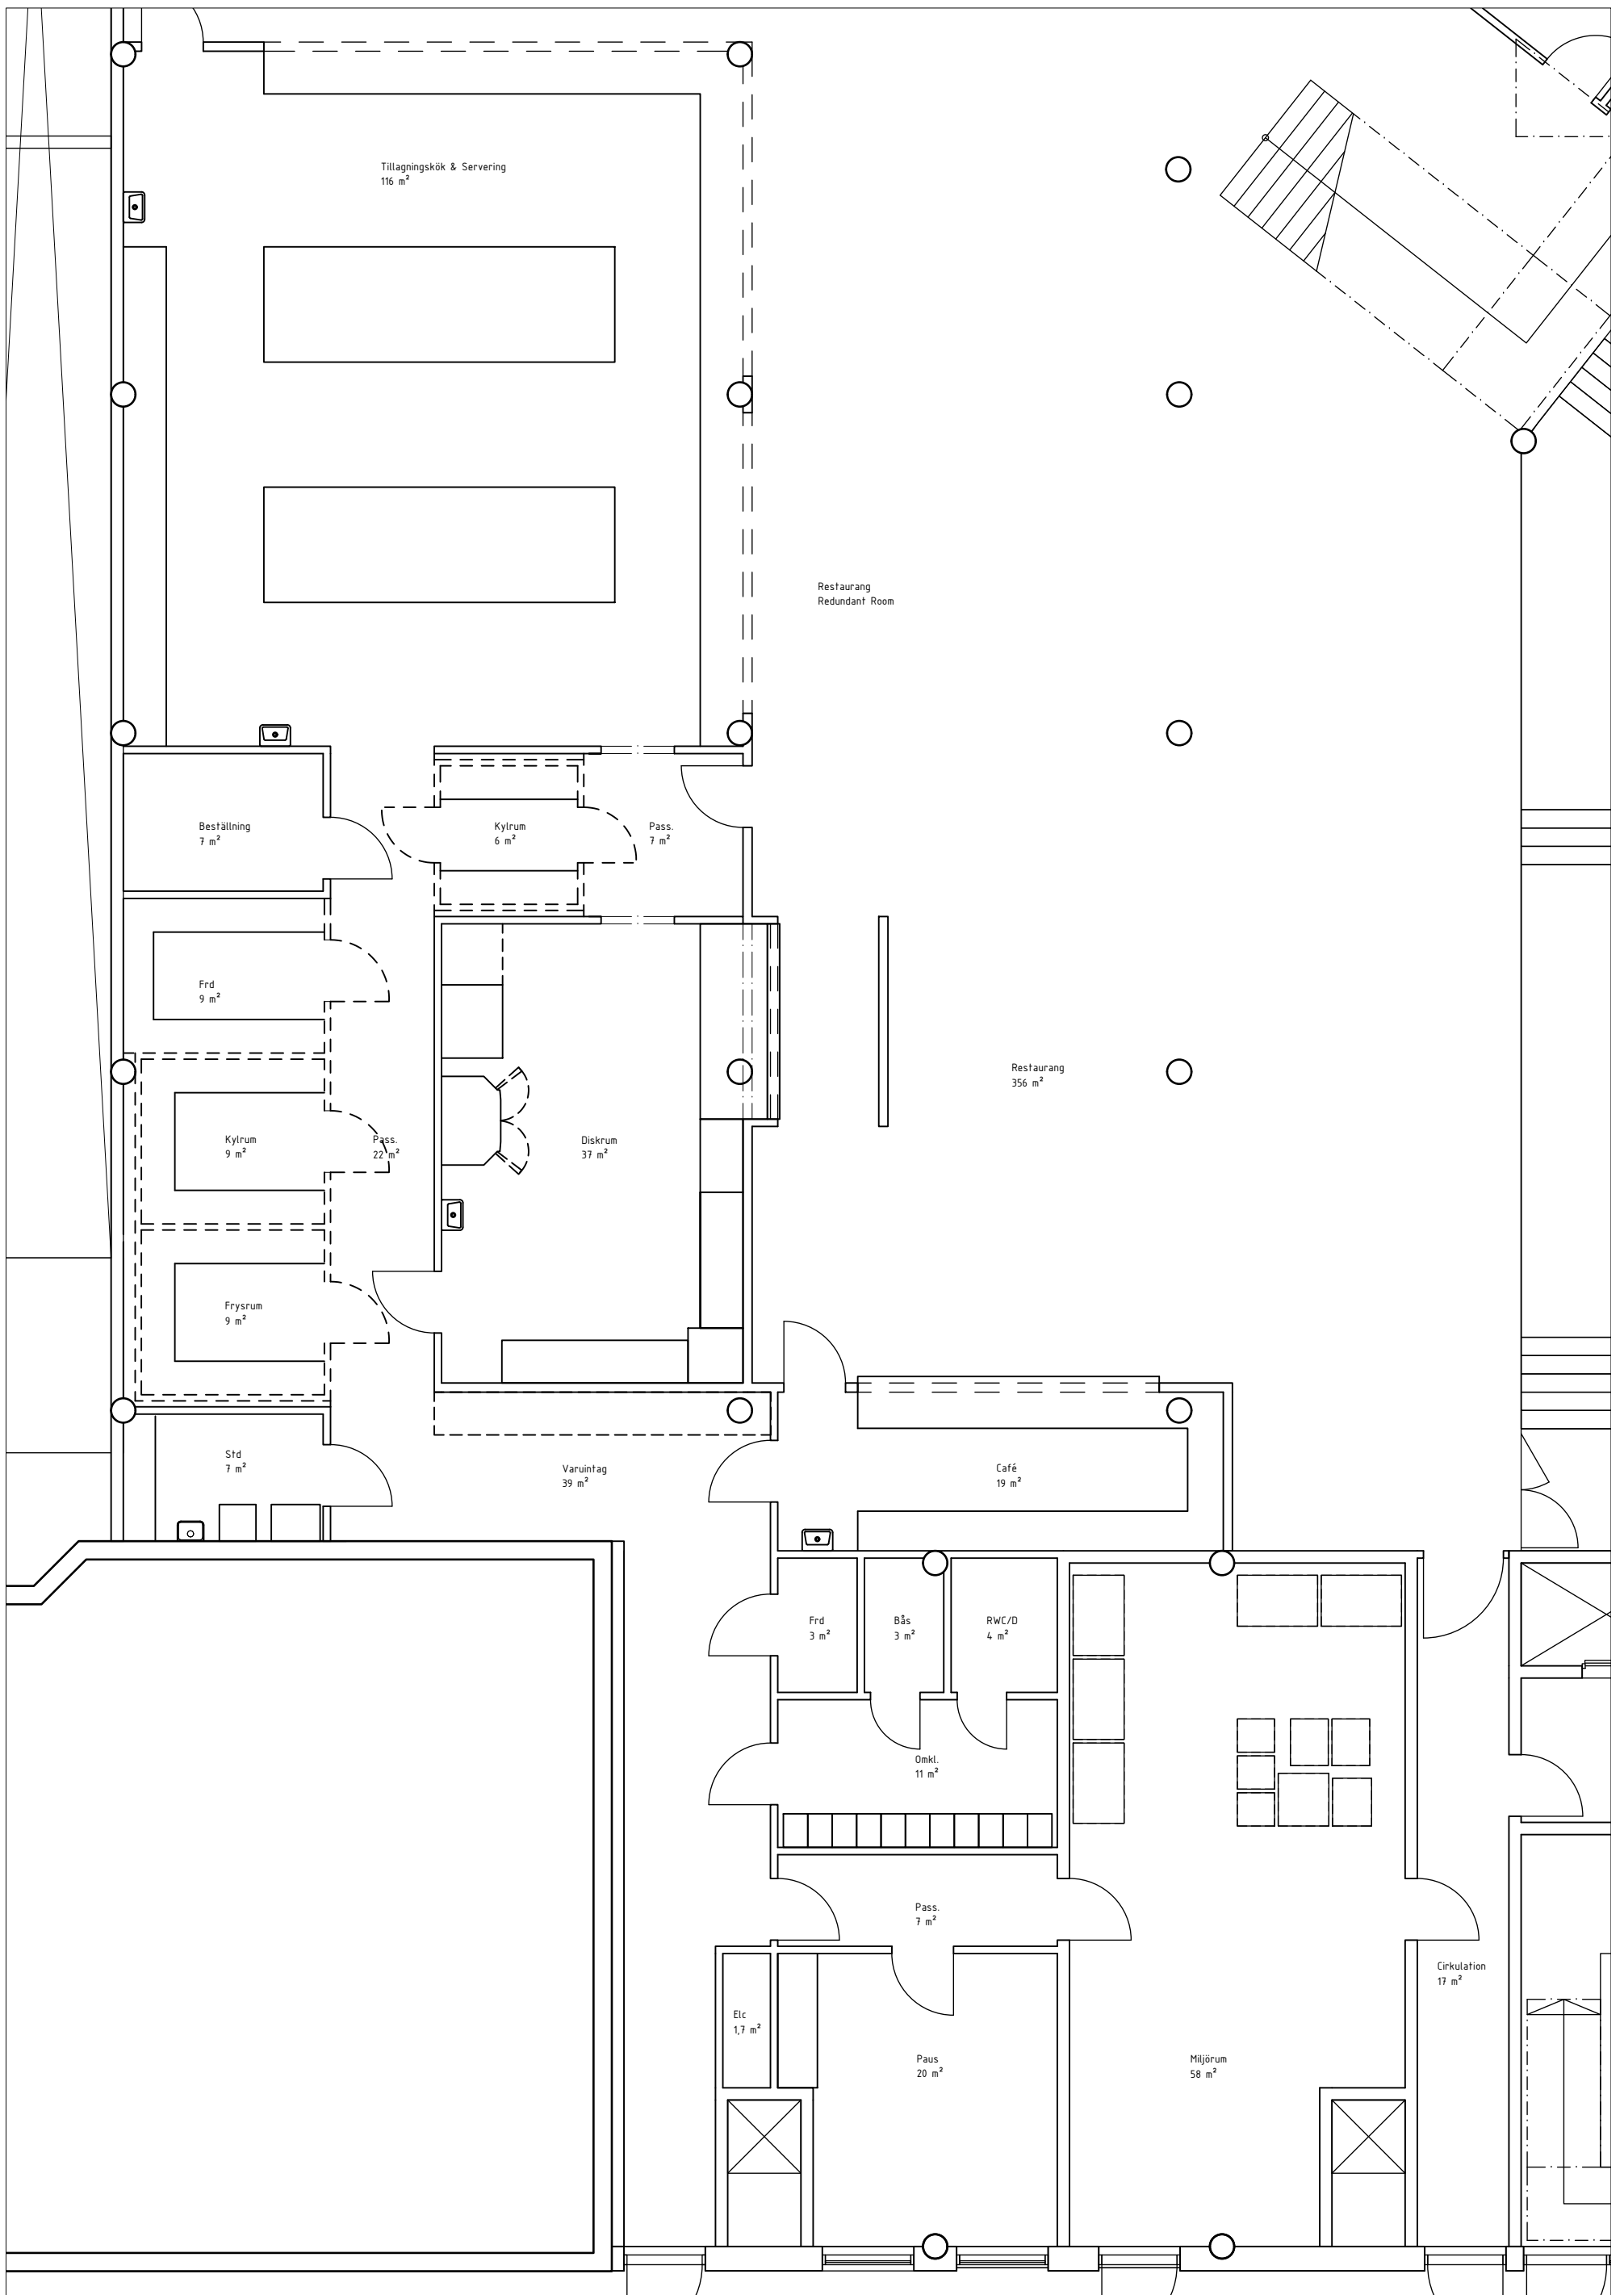 Tillagningskök & Servering
116 m²
Restaurang
Redundant Room
Beställning
7 m²
Kylrum
6 m²
Pass.
7 m²
Frd
9 m²
Restaurang
356 m²
Kylrum
9 m²
Pass.
22 m²
Diskrum
37 m²
Frysrum
9 m²
Std
7 m²
Varuintag
39 m²
Café
19 m²
Frd
3 m²
Bås
3 m²
RWC/D
4 m²
Omkl.
11 m²
Pass.
7 m²
Cirkulation
17 m²
Elc
1,7 m²
Paus
20 m²
Miljörum
58 m²